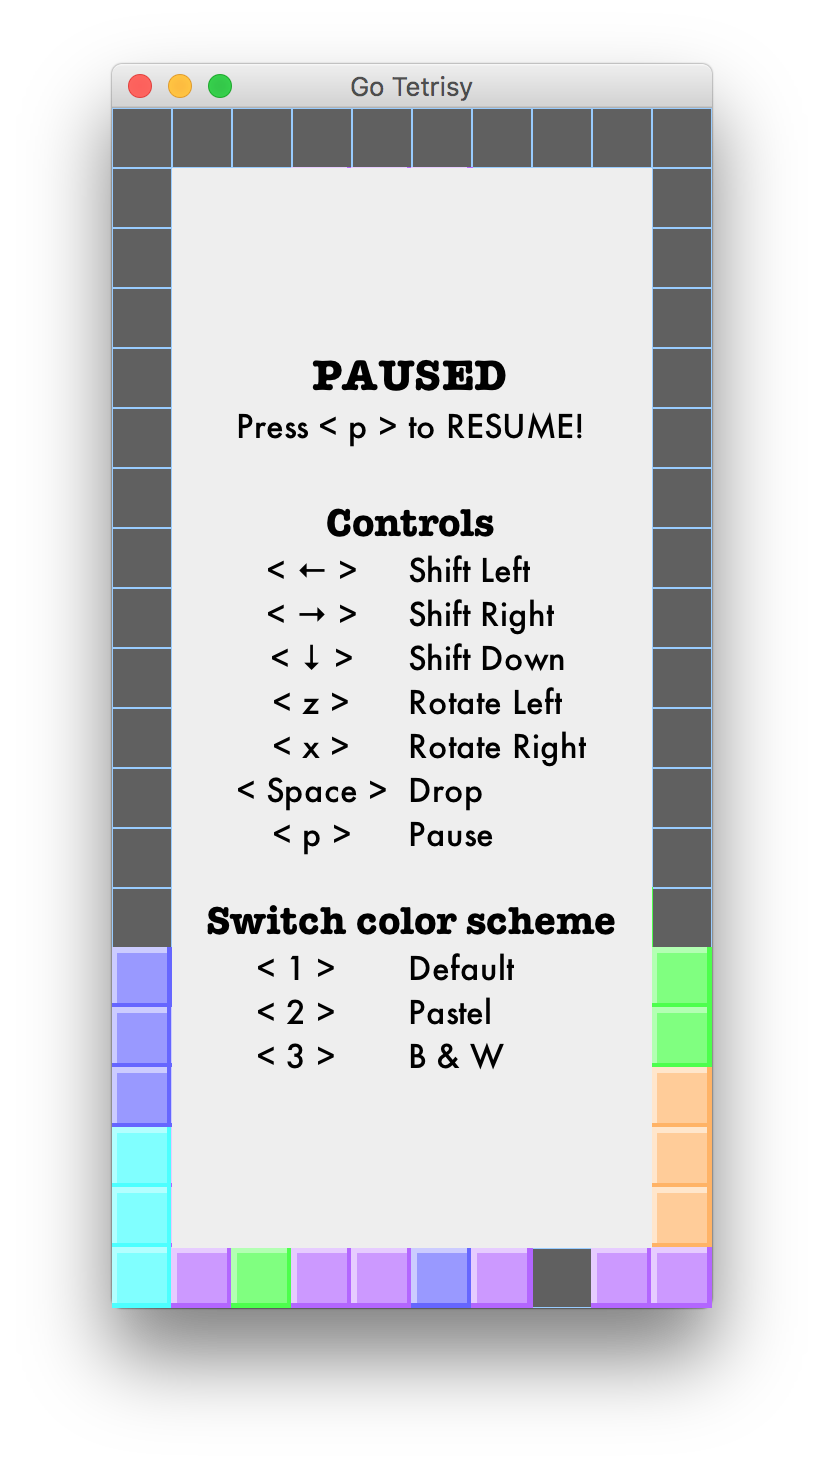 Go Tetrisy
PAUSED
Press < p > to RESUME!
Controls
< ← > Shift Left
< → > Shift Right
< ↓ > Shift Down
< z > Rotate Left
< x > Rotate Right
< Space > Drop
< p > Pause
Switch color scheme
< 1 > Default
< 2 > Pastel
< 3 > B & W